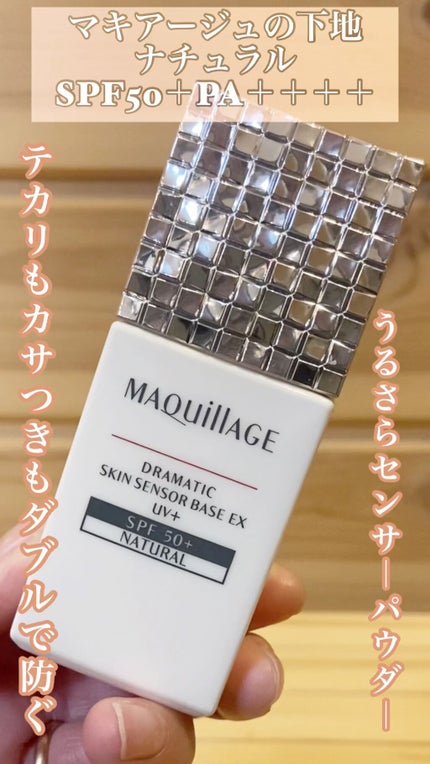 マキアージュの下地
ナチュラル
SPF50＋PA＋＋＋＋
テカリもカサつきもダブルで防ぐ
うるさらセンサーパウダー
MAQuillAGE
DRAMATIC
SKIN SENSOR BASE EX
UV+
SPF 50+
NATURAL